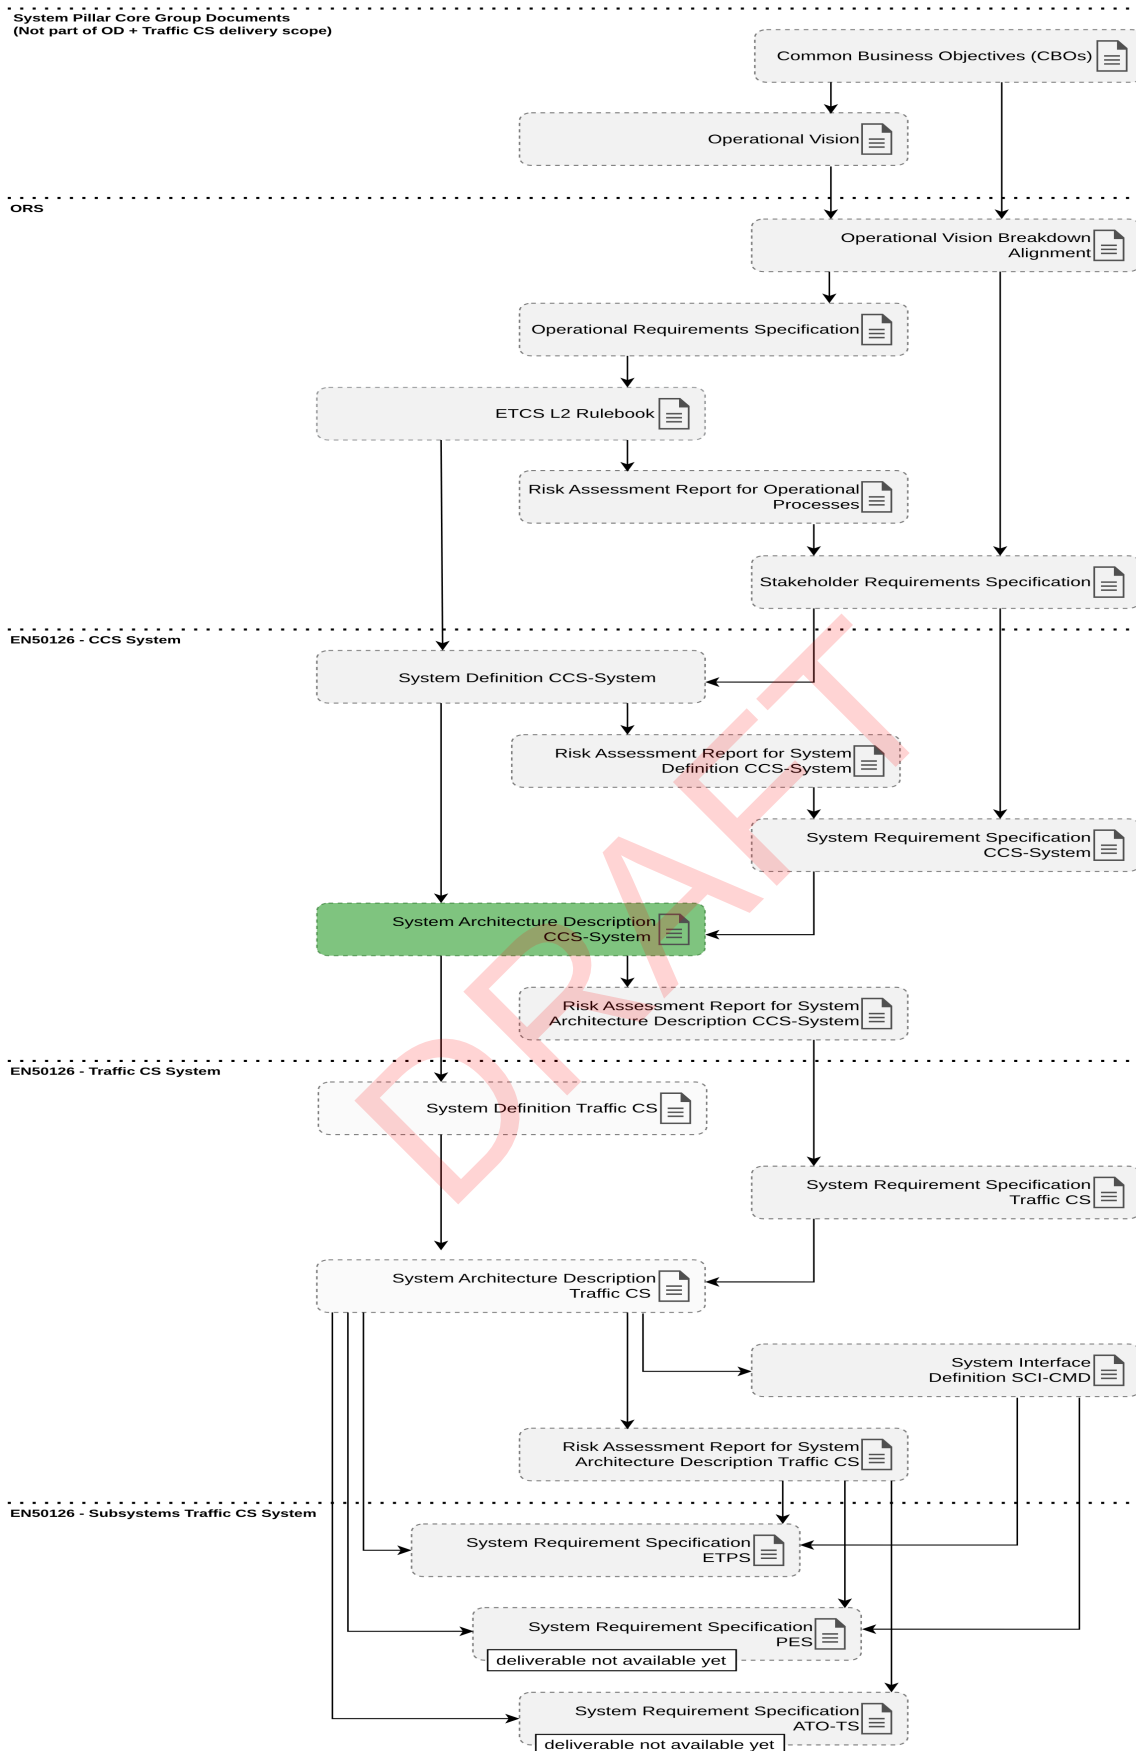 System Pillar Core Group Documents
(Not part of OD + Traffic CS delivery scope)
Common Business Objectives (CBOs)
Operational Vision
ORS
Operational Vision Breakdown
Alignment
Operational Requirements Specification
ETCS L2 Rulebook
Risk Assessment Report for Operational
Processes
Stakeholder Requirements Specification
EN50126 - CCS System
System Definition CCS-System
Risk Assessment Report for System
Definition CCS-System
System Requirement Specification
CCS-System
System Architecture Description
CCS-System
Risk Assessment Report for System
Architecture Description CCS-System
DRAFT
EN50126 - Traffic CS System
System Definition Traffic CS
System Requirement Specification
Traffic CS
System Architecture Description
Traffic CS
System Interface
Definition SCI-CMD
Risk Assessment Report for System
Architecture Description Traffic CS
EN50126 - Subsystems Traffic CS System
System Requirement Specification
ETPS
System Requirement Specification
PES
deliverable not available yet
System Requirement Specification
ATO-TS
deliverable not available yet